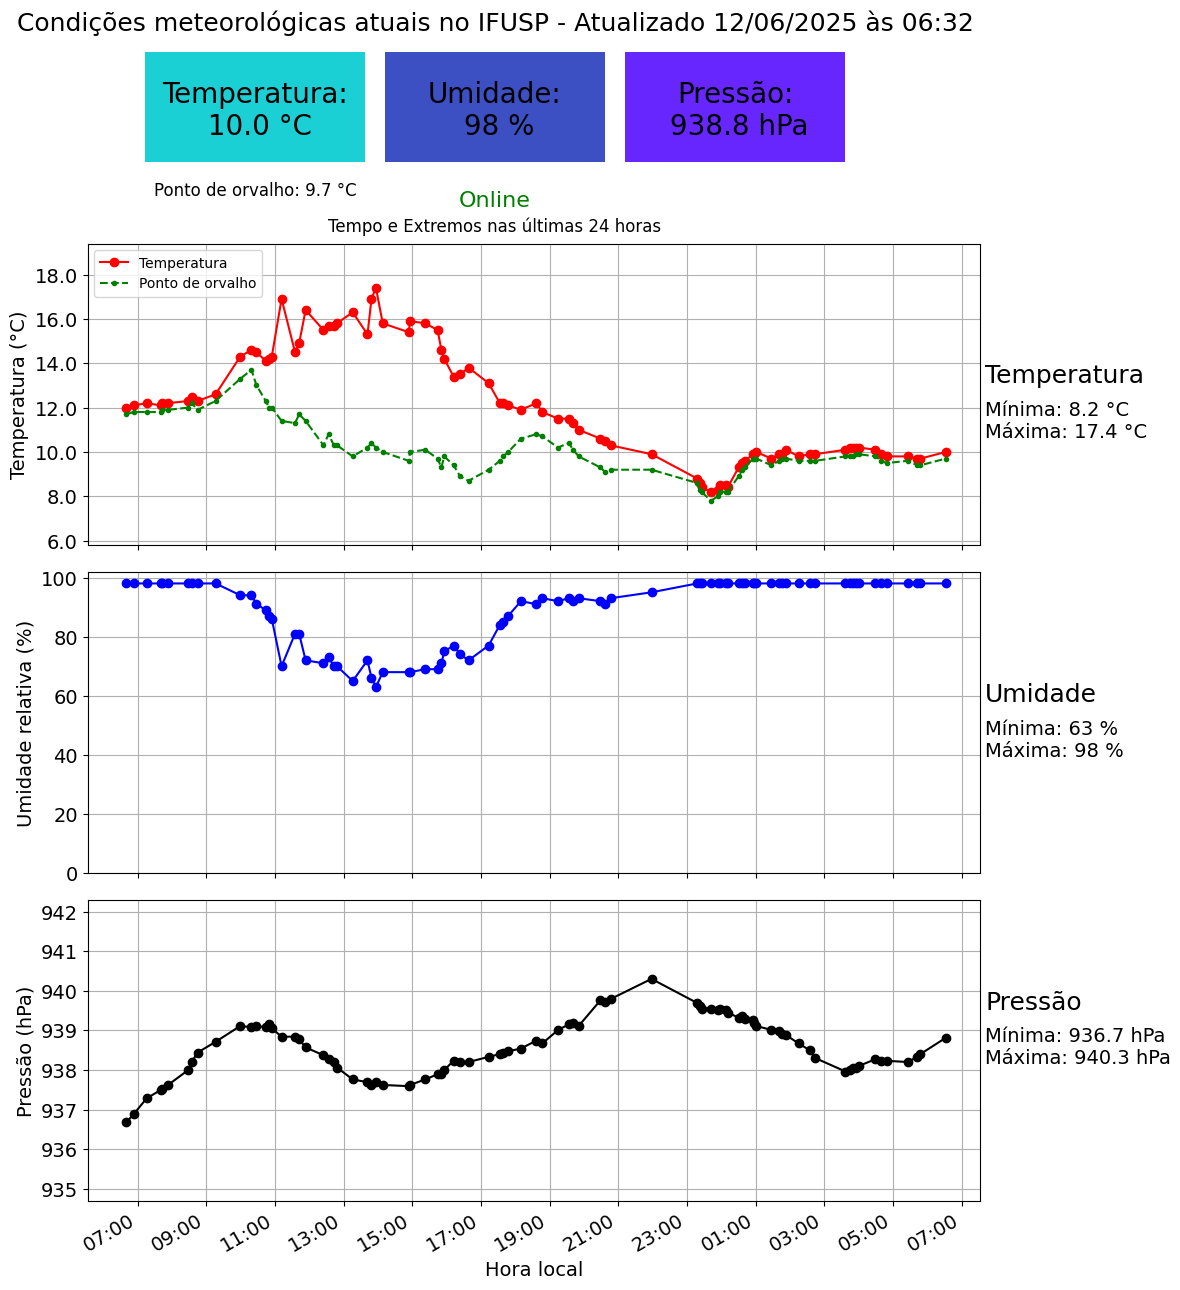 Condições meteorológicas atuais no IFUSP - Atualizado 12/06/2025 às 06:32
Temperatura:
10.0 °C
Umidade:
98 %
Pressão:
938.8 hPa
Ponto de orvalho: 9.7 °C
Online
Tempo e Extremos nas últimas 24 horas
Temperatura (°C)
18.0
16.0
14.0
12.0
10.0
8.0
6.0
Temperatura
Ponto de orvalho
Temperatura
Mínima: 8.2 °C
Máxima: 17.4 °C
Umidade relativa (%)
100
80
60
40
20
0
Umidade
Mínima: 63 %
Máxima: 98 %
Pressão (hPa)
942
941
940
939
938
937
936
935
Pressão
Mínima: 936.7 hPa
Máxima: 940.3 hPa
07:00 09:00 11:00 13:00 15:00 17:00 19:00 21:00 23:00 01:00 03:00 05:00 07:00
Hora local